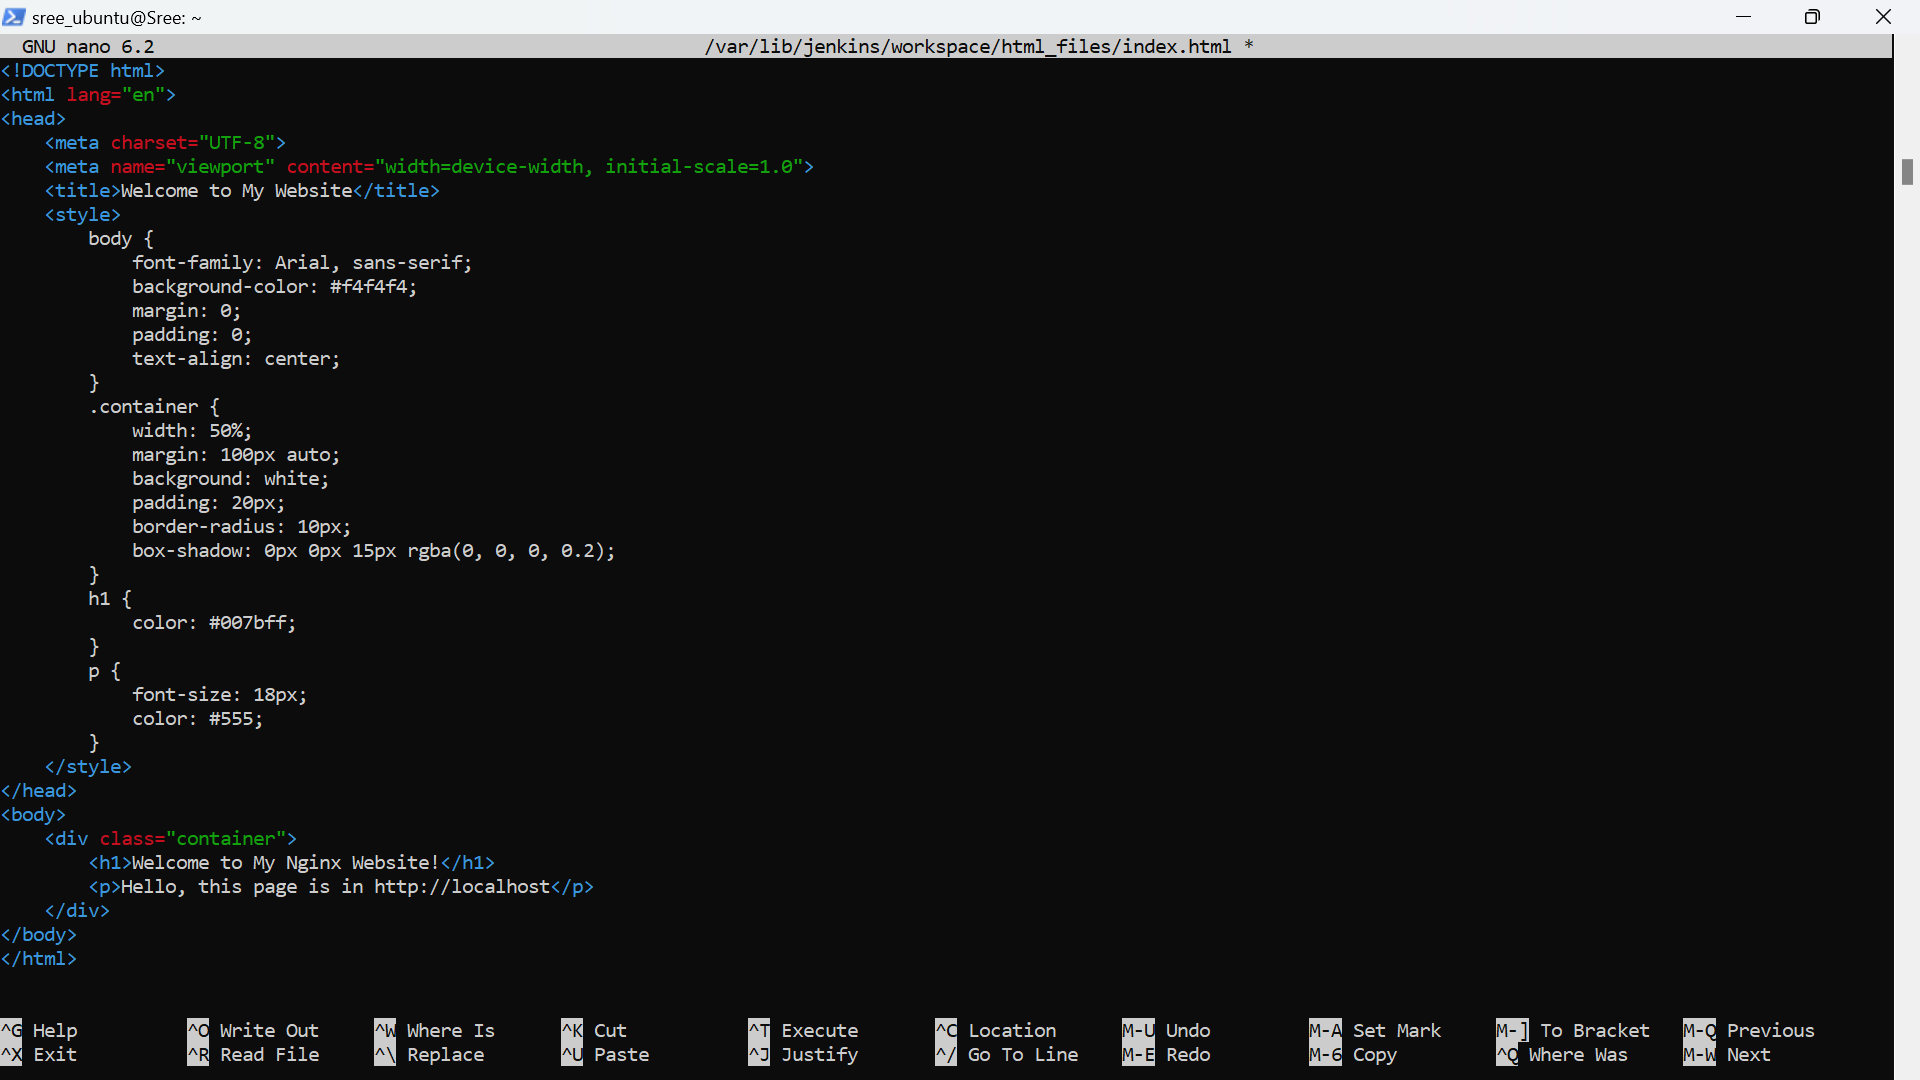 sree_ubuntu@Sree: ~
GNU nano 6.2 /var/lib/jenkins/workspace/html_files/index.html *
<!DOCTYPE html>
<html lang="en">
<head>
    <meta charset="UTF-8">
    <meta name="viewport" content="width=device-width, initial-scale=1.0">
    <title>Welcome to My Website</title>
    <style>
        body {
            font-family: Arial, sans-serif;
            background-color: #f4f4f4;
            margin: 0;
            padding: 0;
            text-align: center;
        }
        .container {
            width: 50%;
            margin: 100px auto;
            background: white;
            padding: 20px;
            border-radius: 10px;
            box-shadow: 0px 0px 15px rgba(0, 0, 0, 0.2);
        }
        h1 {
            color: #007bff;
        }
        p {
            font-size: 18px;
            color: #555;
        }
    </style>
</head>
<body>
    <div class="container">
        <h1>Welcome to My Nginx Website!</h1>
        <p>Hello, this page is in http://localhost</p>
    </div>
</body>
</html>
^G Help ^O Write Out ^W Where Is ^K Cut ^T Execute ^C Location M-U Undo M-A Set Mark M-] To Bracket M-Q Previous
^X Exit ^R Read File ^\ Replace ^U Paste ^J Justify ^/ Go To Line M-E Redo M-6 Copy ^Q Where Was M-W Next